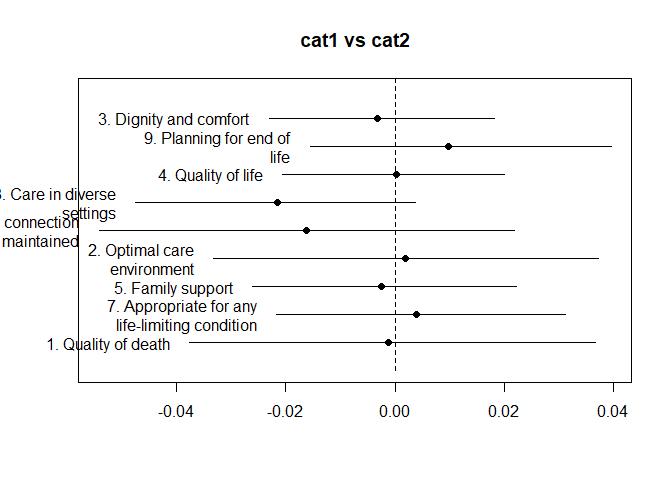 cat1 vs cat2
3. Dignity and comfort
9. Planning for end of
life
4. Quality of life
. Care in diverse
settings
connection
maintained
2. Optimal care
environment
5. Family support
7. Appropriate for any
life-limiting condition
1. Quality of death
-0.04 -0.02 0.00 0.02 0.04